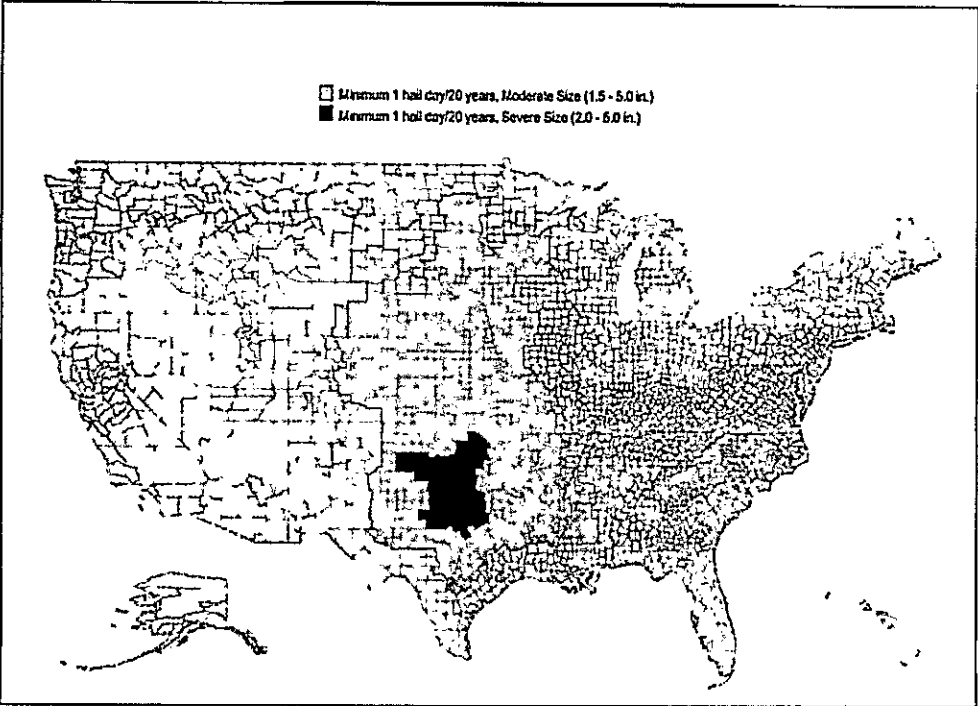 Minimum 1 hail day/20 years, Moderate Size (1.5 - 5.0 in.)
Minimum 1 hail day/20 years, Severe Size (2.0 - 5.0 in.)